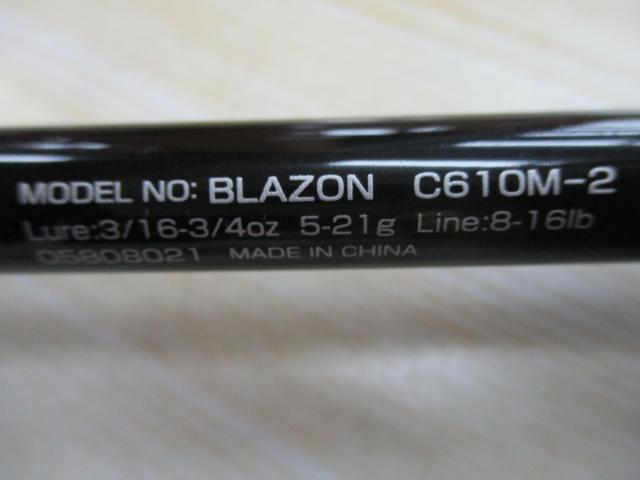 MODEL NO: BLAZON C610M-2
Lure:3/16-3/4oz 5-21g Line:8-16lb
05808021 MADE IN CHINA